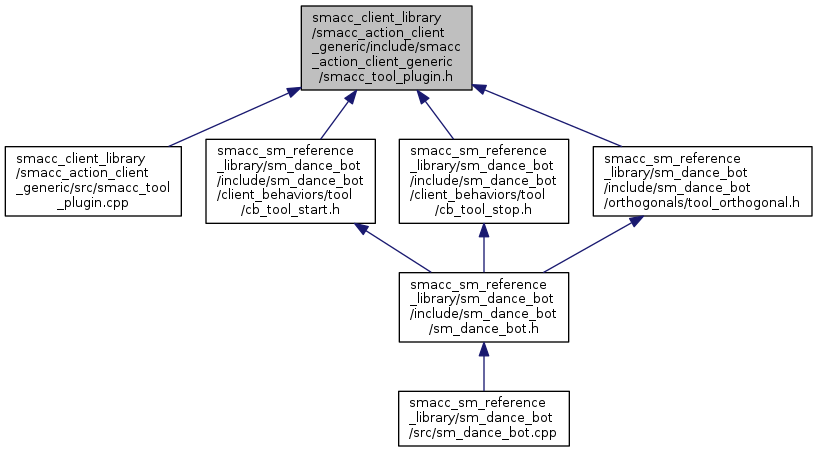 smacc_client_library
/smacc_action_client
_generic/include/smacc
_action_client_generic
/smacc_tool_plugin.h
smacc_client_library
/smacc_action_client
_generic/src/smacc_tool
_plugin.cpp
smacc_sm_reference
_library/sm_dance_bot
/include/sm_dance_bot
/client_behaviors/tool
/cb_tool_start.h
smacc_sm_reference
_library/sm_dance_bot
/include/sm_dance_bot
/client_behaviors/tool
/cb_tool_stop.h
smacc_sm_reference
_library/sm_dance_bot
/include/sm_dance_bot
/orthogonals/tool_orthogonal.h
smacc_sm_reference
_library/sm_dance_bot
/include/sm_dance_bot
/sm_dance_bot.h
smacc_sm_reference
_library/sm_dance_bot
/src/sm_dance_bot.cpp